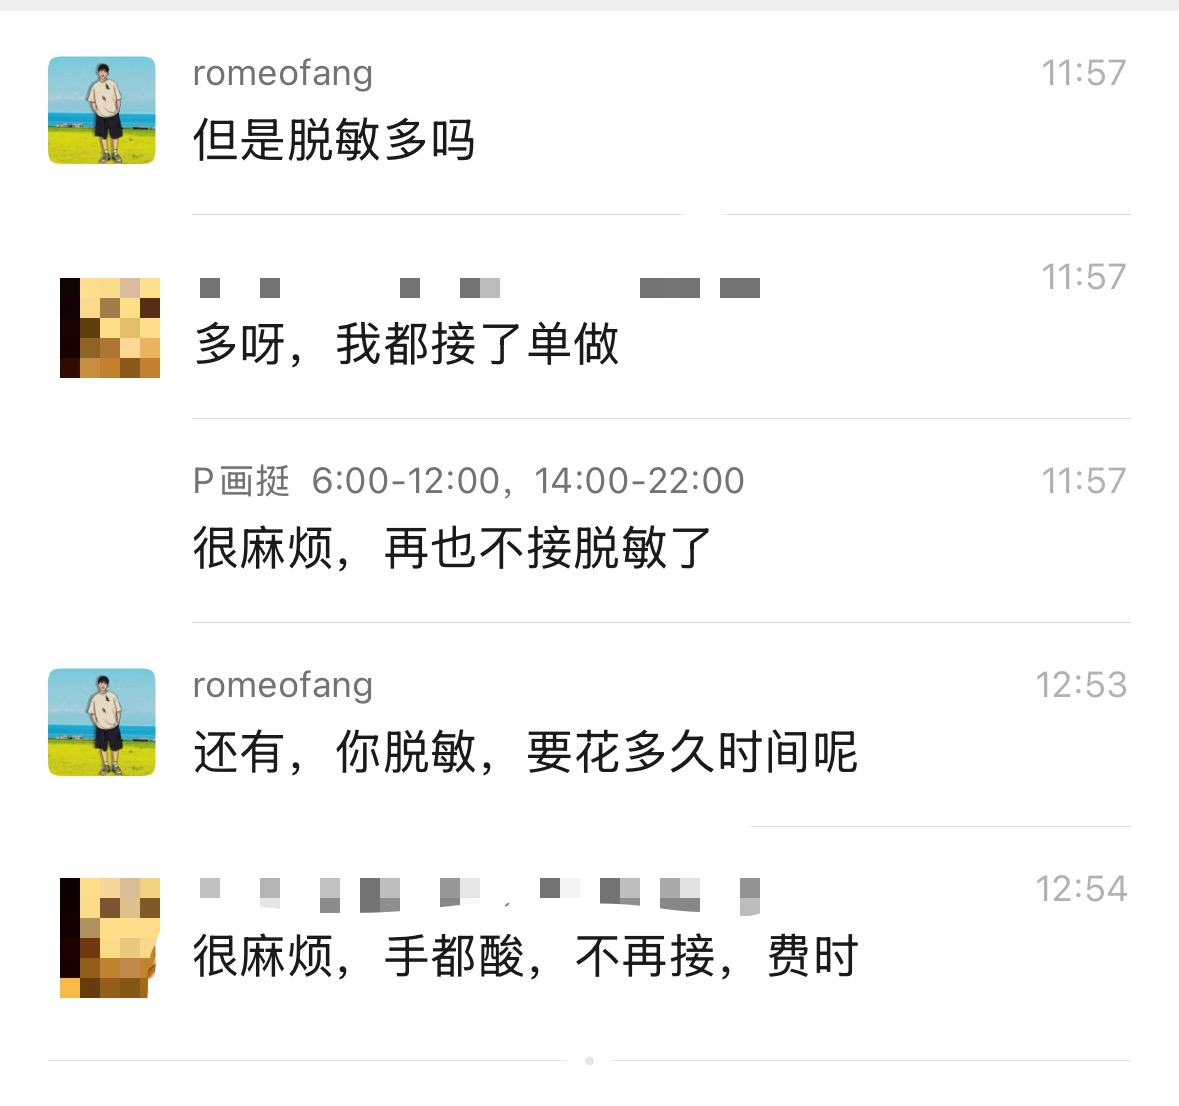 romeofang 11:57
但是脱敏多吗
11:57
多呀，我都接了单做
P画挺 6:00-12:00，14:00-22:00 11:57
很麻烦，再也不接脱敏了
romeofang 12:53
还有，你脱敏，要花多久时间呢
12:54
很麻烦，手都酸，不再接，费时